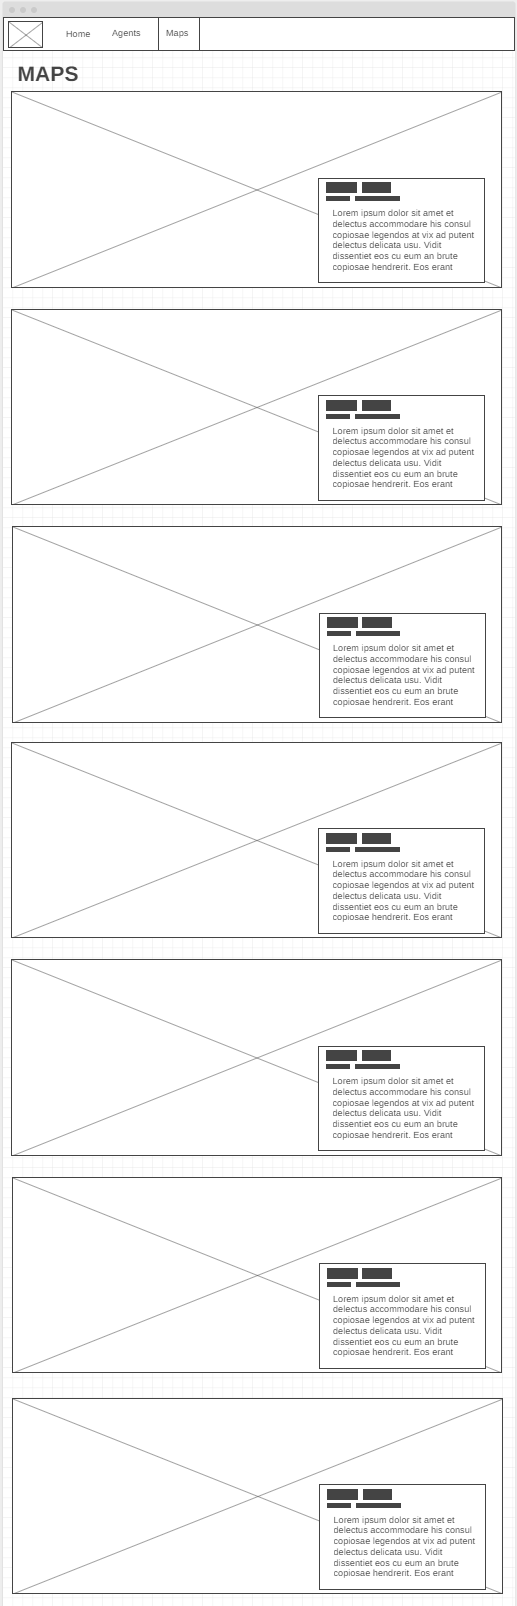 Home Agents Maps
MAPS
Lorem ipsum dolor sit amet et
delectus accommodare his consul
copiosae legendos at vix ad putent
delectus delicata usu. Vidit
dissentiet eos cu eum an brute
copiosae hendrerit. Eos erant
Lorem ipsum dolor sit amet et
delectus accommodare his consul
copiosae legendos at vix ad putent
delectus delicata usu. Vidit
dissentiet eos cu eum an brute
copiosae hendrerit. Eos erant
Lorem ipsum dolor sit amet et
delectus accommodare his consul
copiosae legendos at vix ad putent
delectus delicata usu. Vidit
dissentiet eos cu eum an brute
copiosae hendrerit. Eos erant
Lorem ipsum dolor sit amet et
delectus accommodare his consul
copiosae legendos at vix ad putent
delectus delicata usu. Vidit
dissentiet eos cu eum an brute
copiosae hendrerit. Eos erant
Lorem ipsum dolor sit amet et
delectus accommodare his consul
copiosae legendos at vix ad putent
delectus delicata usu. Vidit
dissentiet eos cu eum an brute
copiosae hendrerit. Eos erant
Lorem ipsum dolor sit amet et
delectus accommodare his consul
copiosae legendos at vix ad putent
delectus delicata usu. Vidit
dissentiet eos cu eum an brute
copiosae hendrerit. Eos erant
Lorem ipsum dolor sit amet et
delectus accommodare his consul
copiosae legendos at vix ad putent
delectus delicata usu. Vidit
dissentiet eos cu eum an brute
copiosae hendrerit. Eos erant